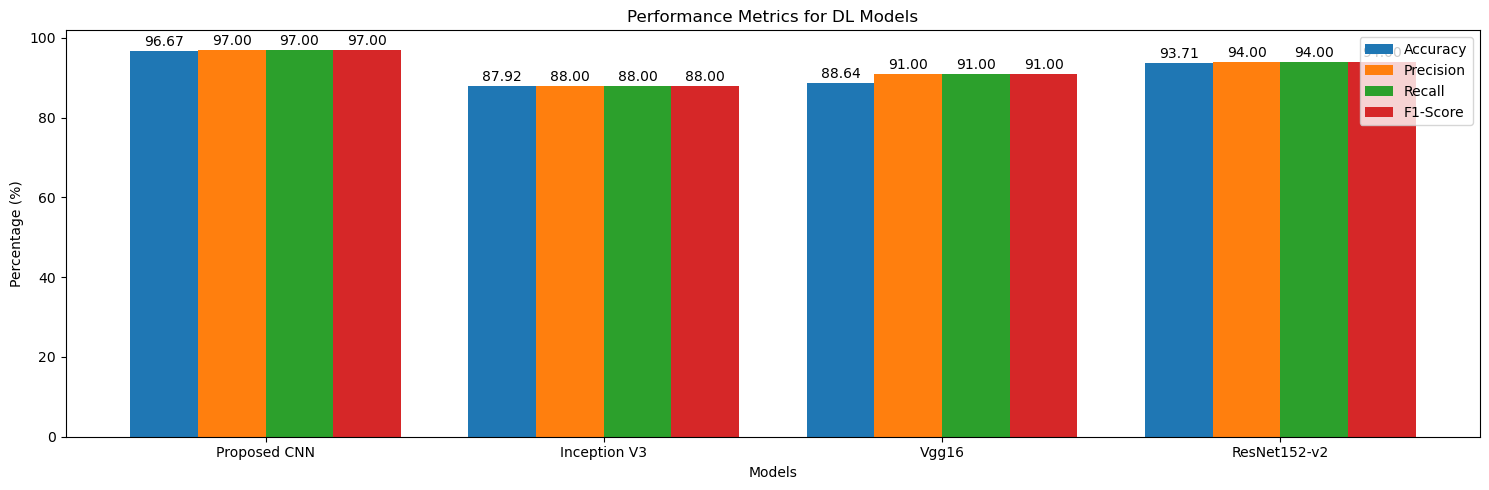 Performance Metrics for DL Models
Percentage (%)
100
80
60
40
20
0
96.67 97.00 97.00 97.00
87.92 88.00 88.00 88.00
88.64 91.00 91.00 91.00
93.71 94.00 94.00 94.00
Accuracy
Precision
Recall
F1-Score
Proposed CNN Inception V3 Vgg16 ResNet152-v2
Models